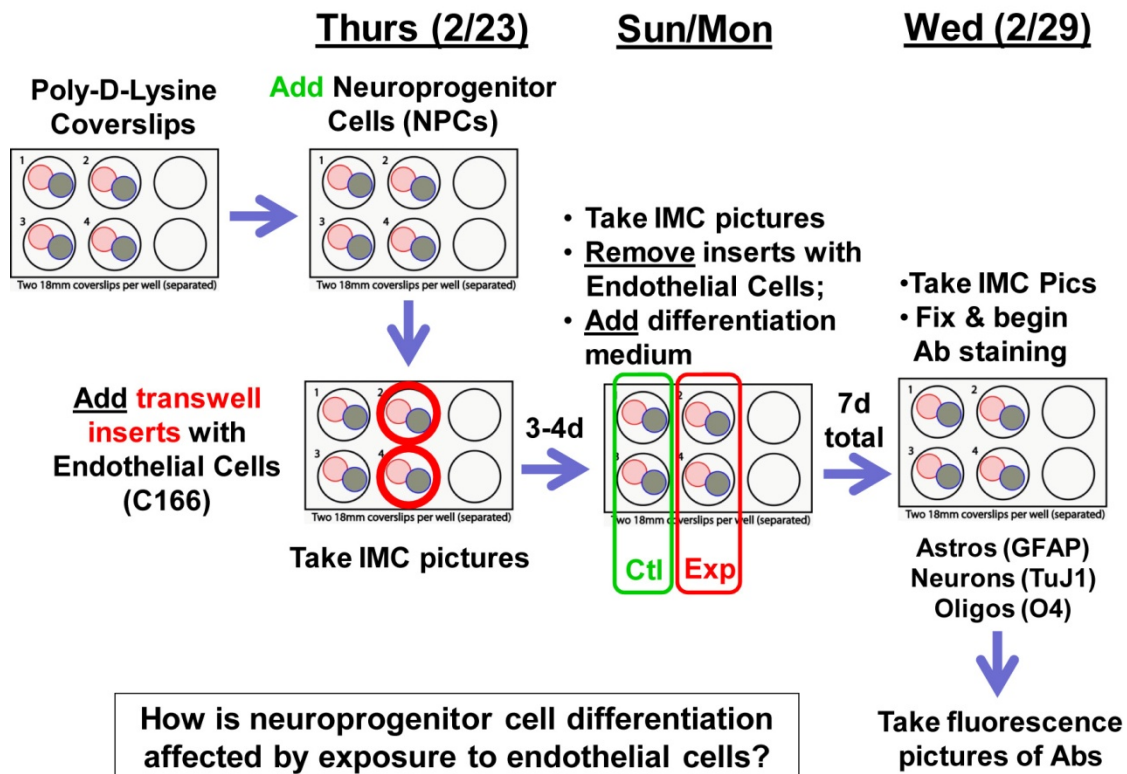 Thurs (2/23)
Sun/Mon
Wed (2/29)
Poly-D-Lysine
Coverslips
1 2
3 4
Two 18mm coverslips per well (separated)
Add Neuroprogenitor
Cells (NPCs)
1 2
3 4
Two 18mm coverslips per well (separated)
Add transwell
inserts with
Endothelial Cells
(C166)
1 2
3 4
Two 18mm coverslips per well (separated)
Take IMC pictures
3-4d
• Take IMC pictures
• Remove inserts with
Endothelial Cells;
• Add differentiation
medium
1 2
3 4
Two 18mm coverslips per well (separated)
Ctl
Exp
7d
total
•Take IMC Pics
• Fix & begin
Ab staining
1 2
3 4
Two 18mm coverslips per well (separated)
Astros (GFAP)
Neurons (TuJ1)
Oligos (O4)
Take fluorescence
pictures of Abs
How is neuroprogenitor cell differentiation
affected by exposure to endothelial cells?